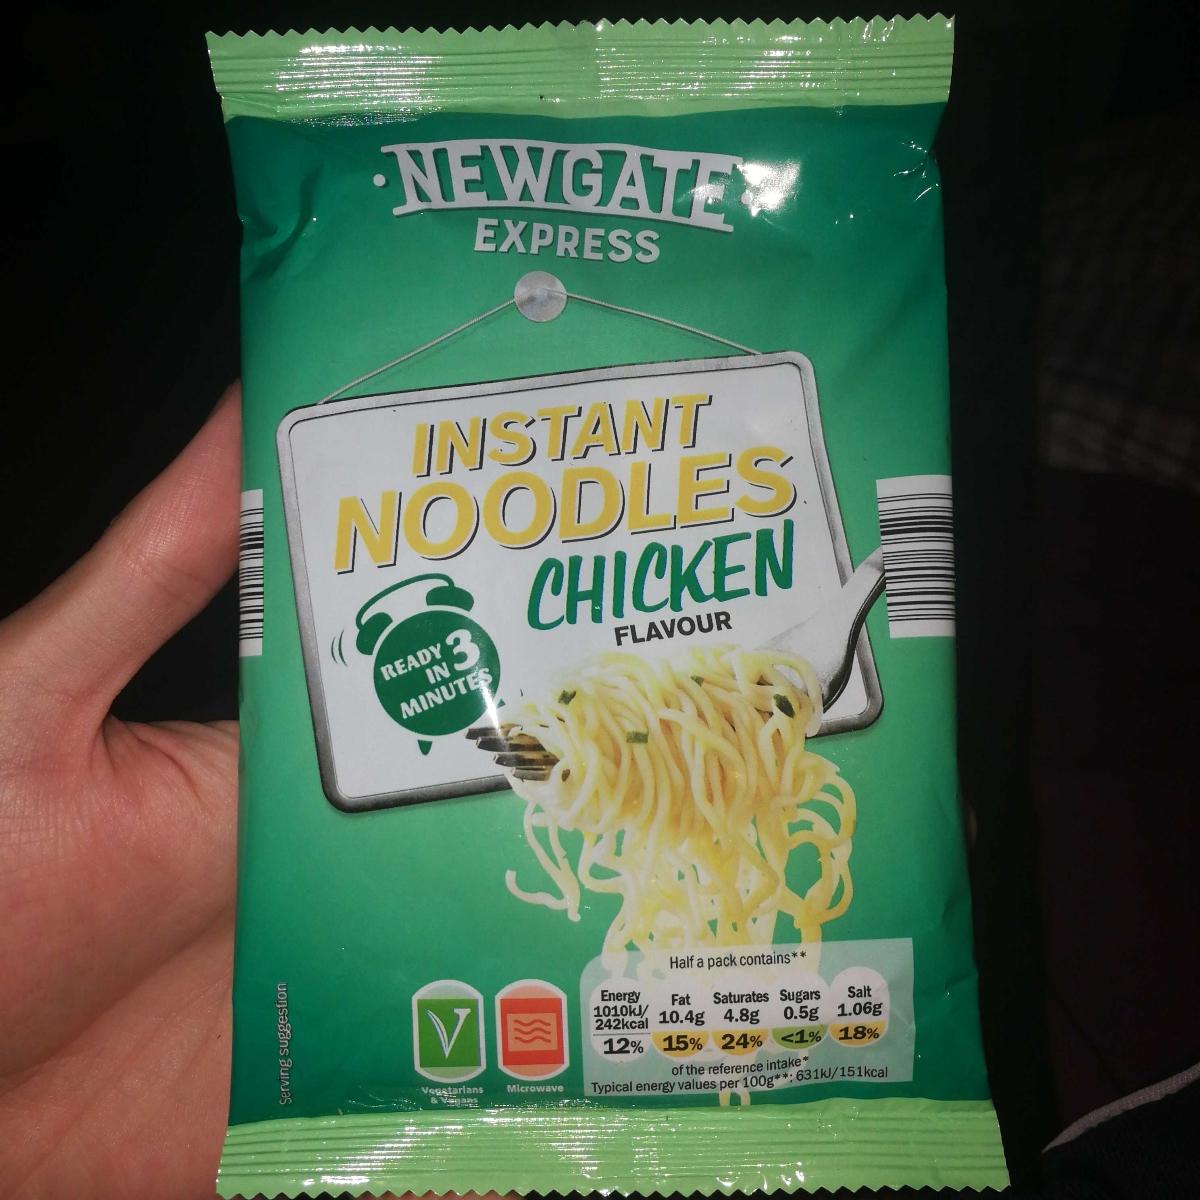 NEWGATE
EXPRESS
INSTANT
NOODLES
CHICKEN
FLAVOUR
READY
IN 3
MINUTES
Half a pack contains**
Energy
1010kJ/
242kcal
12%
Fat
10.4g
15%
Saturates
4.8g
24%
Sugars
0.5g
<1%
Salt
1.06g
18%
of the reference intake*
Typical energy values per 100g**: 631kJ/151kcal
V
Vegetarians
& Vegans
Microwave
Serving suggestion